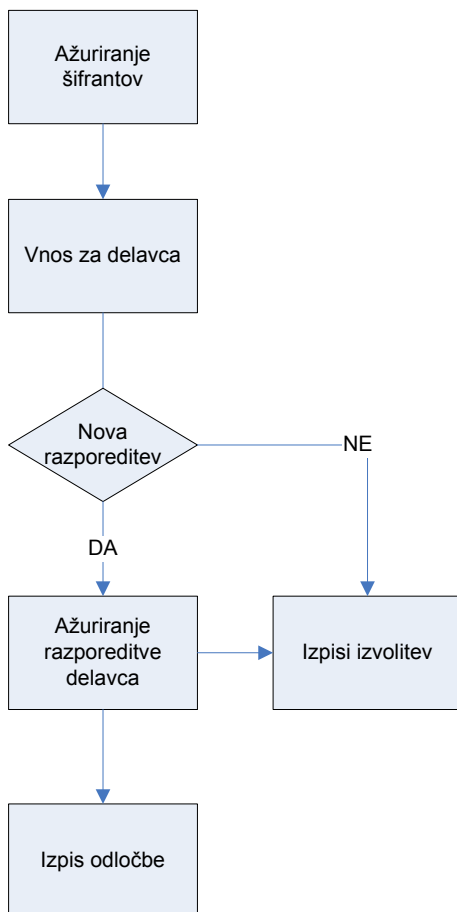 Ažuriranje
šifrantov
Vnos za delavca
Nova
razporeditev
NE
DA
Ažuriranje
razporeditve
delavca
Izpisi izvolitev
Izpis odločbe